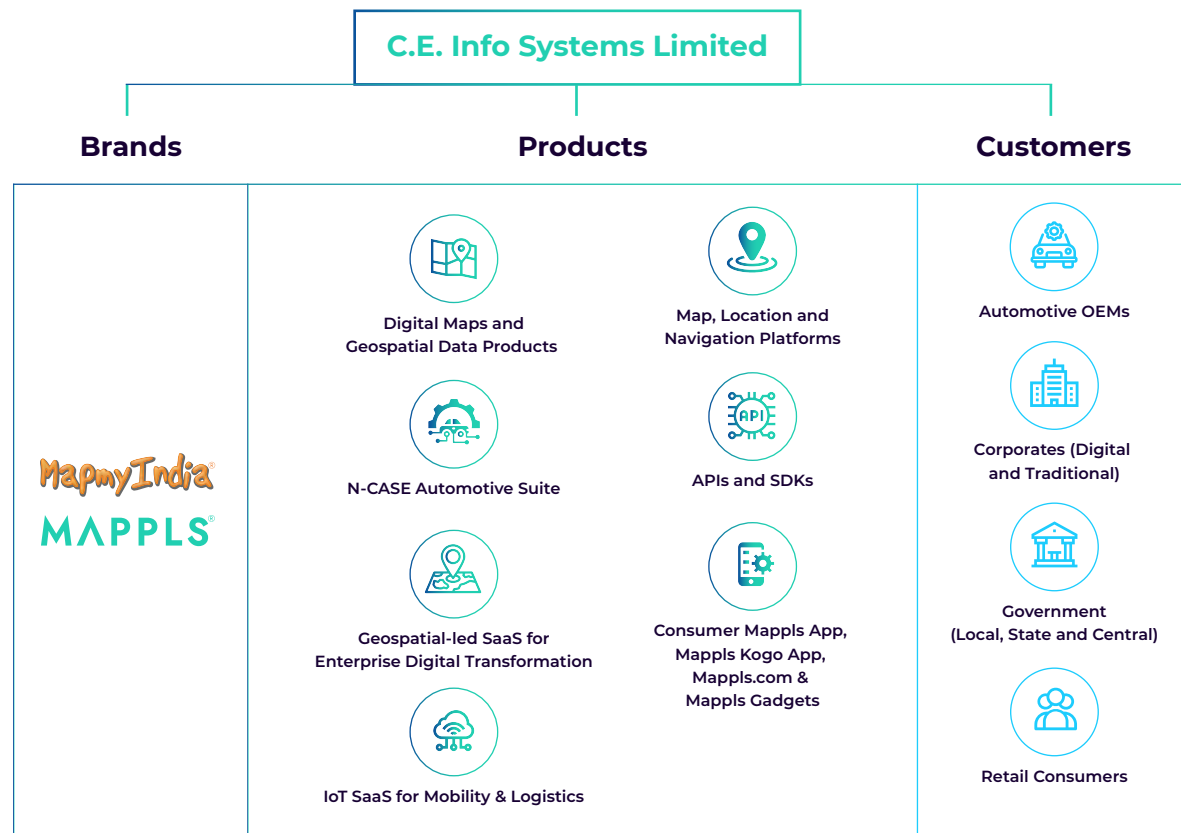 C.E. Info Systems Limited
Brands
Products
Customers
MapmyIndia®
MAPPLS®
Digital Maps and
Geospatial Data Products
Map, Location and
Navigation Platforms
N-CASE Automotive Suite
API
APIs and SDKs
Geospatial-led SaaS for
Enterprise Digital Transformation
Consumer Mappls App,
Mappls Kogo App,
Mappls.com &
Mappls Gadgets
IoT SaaS for Mobility & Logistics
Automotive OEMs
Corporates (Digital
and Traditional)
Government
(Local, State and Central)
Retail Consumers